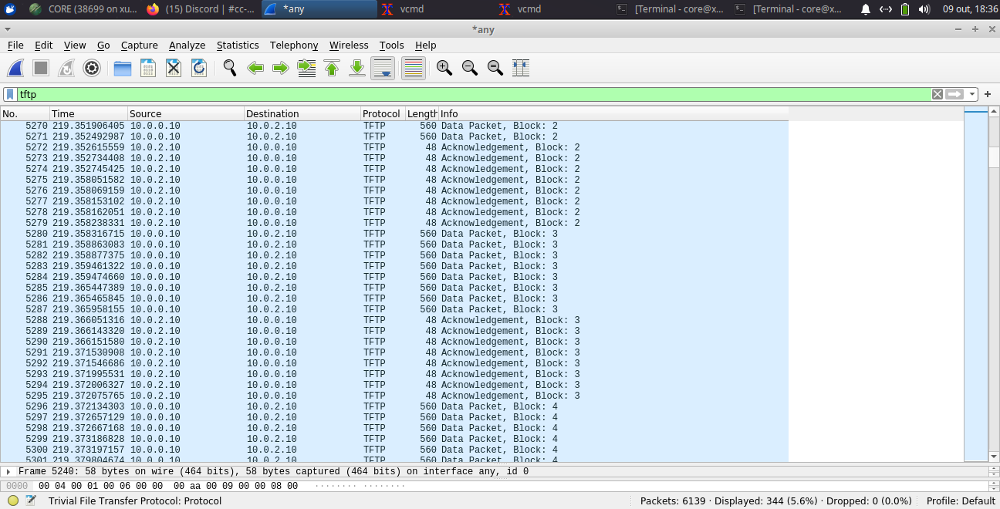 CORE (38699 on xu... (15) Discord | #cc-... *any vcmd vcmd [Terminal - core@x... [Terminal - core@x... 09 out, 18:36
*any
File Edit View Go Capture Analyze Statistics Telephony Wireless Tools Help
tftp
No. Time Source Destination Protocol Length Info
5270 219.351906405 10.0.0.10 10.0.2.10 TFTP 560 Data Packet, Block: 2
5271 219.352492987 10.0.0.10 10.0.2.10 TFTP 560 Data Packet, Block: 2
5272 219.352615559 10.0.2.10 10.0.0.10 TFTP 48 Acknowledgement, Block: 2
5273 219.352734408 10.0.2.10 10.0.0.10 TFTP 48 Acknowledgement, Block: 2
5274 219.352745425 10.0.2.10 10.0.0.10 TFTP 48 Acknowledgement, Block: 2
5275 219.358051582 10.0.2.10 10.0.0.10 TFTP 48 Acknowledgement, Block: 2
5276 219.358069159 10.0.2.10 10.0.0.10 TFTP 48 Acknowledgement, Block: 2
5277 219.358153102 10.0.2.10 10.0.0.10 TFTP 48 Acknowledgement, Block: 2
5278 219.358162051 10.0.2.10 10.0.0.10 TFTP 48 Acknowledgement, Block: 2
5279 219.358238331 10.0.2.10 10.0.0.10 TFTP 48 Acknowledgement, Block: 2
5280 219.358316715 10.0.0.10 10.0.2.10 TFTP 560 Data Packet, Block: 3
5281 219.358863083 10.0.0.10 10.0.2.10 TFTP 560 Data Packet, Block: 3
5282 219.358877375 10.0.0.10 10.0.2.10 TFTP 560 Data Packet, Block: 3
5283 219.359461322 10.0.0.10 10.0.2.10 TFTP 560 Data Packet, Block: 3
5284 219.359474660 10.0.0.10 10.0.2.10 TFTP 560 Data Packet, Block: 3
5285 219.365447389 10.0.0.10 10.0.2.10 TFTP 560 Data Packet, Block: 3
5286 219.365465845 10.0.0.10 10.0.2.10 TFTP 560 Data Packet, Block: 3
5287 219.365958155 10.0.0.10 10.0.2.10 TFTP 560 Data Packet, Block: 3
5288 219.366051316 10.0.2.10 10.0.0.10 TFTP 48 Acknowledgement, Block: 3
5289 219.366143320 10.0.2.10 10.0.0.10 TFTP 48 Acknowledgement, Block: 3
5290 219.366151580 10.0.2.10 10.0.0.10 TFTP 48 Acknowledgement, Block: 3
5291 219.371530908 10.0.2.10 10.0.0.10 TFTP 48 Acknowledgement, Block: 3
5292 219.371546686 10.0.2.10 10.0.0.10 TFTP 48 Acknowledgement, Block: 3
5293 219.371995531 10.0.2.10 10.0.0.10 TFTP 48 Acknowledgement, Block: 3
5294 219.372006327 10.0.2.10 10.0.0.10 TFTP 48 Acknowledgement, Block: 3
5295 219.372075765 10.0.2.10 10.0.0.10 TFTP 48 Acknowledgement, Block: 3
5296 219.372134303 10.0.0.10 10.0.2.10 TFTP 560 Data Packet, Block: 4
5297 219.372657129 10.0.0.10 10.0.2.10 TFTP 560 Data Packet, Block: 4
5298 219.372667168 10.0.0.10 10.0.2.10 TFTP 560 Data Packet, Block: 4
5299 219.373186828 10.0.0.10 10.0.2.10 TFTP 560 Data Packet, Block: 4
5300 219.373197157 10.0.0.10 10.0.2.10 TFTP 560 Data Packet, Block: 4
5301 219.379804674 10.0.0.10 10.0.2.10 TFTP 560 Data Packet, Block: 4
Frame 5240: 58 bytes on wire (464 bits), 58 bytes captured (464 bits) on interface any, id 0
0000 00 04 00 01 00 06 00 00 00 aa 00 09 00 00 08 00 ········ ········
Trivial File Transfer Protocol: Protocol Packets: 6139 · Displayed: 344 (5.6%) · Dropped: 0 (0.0%) Profile: Default